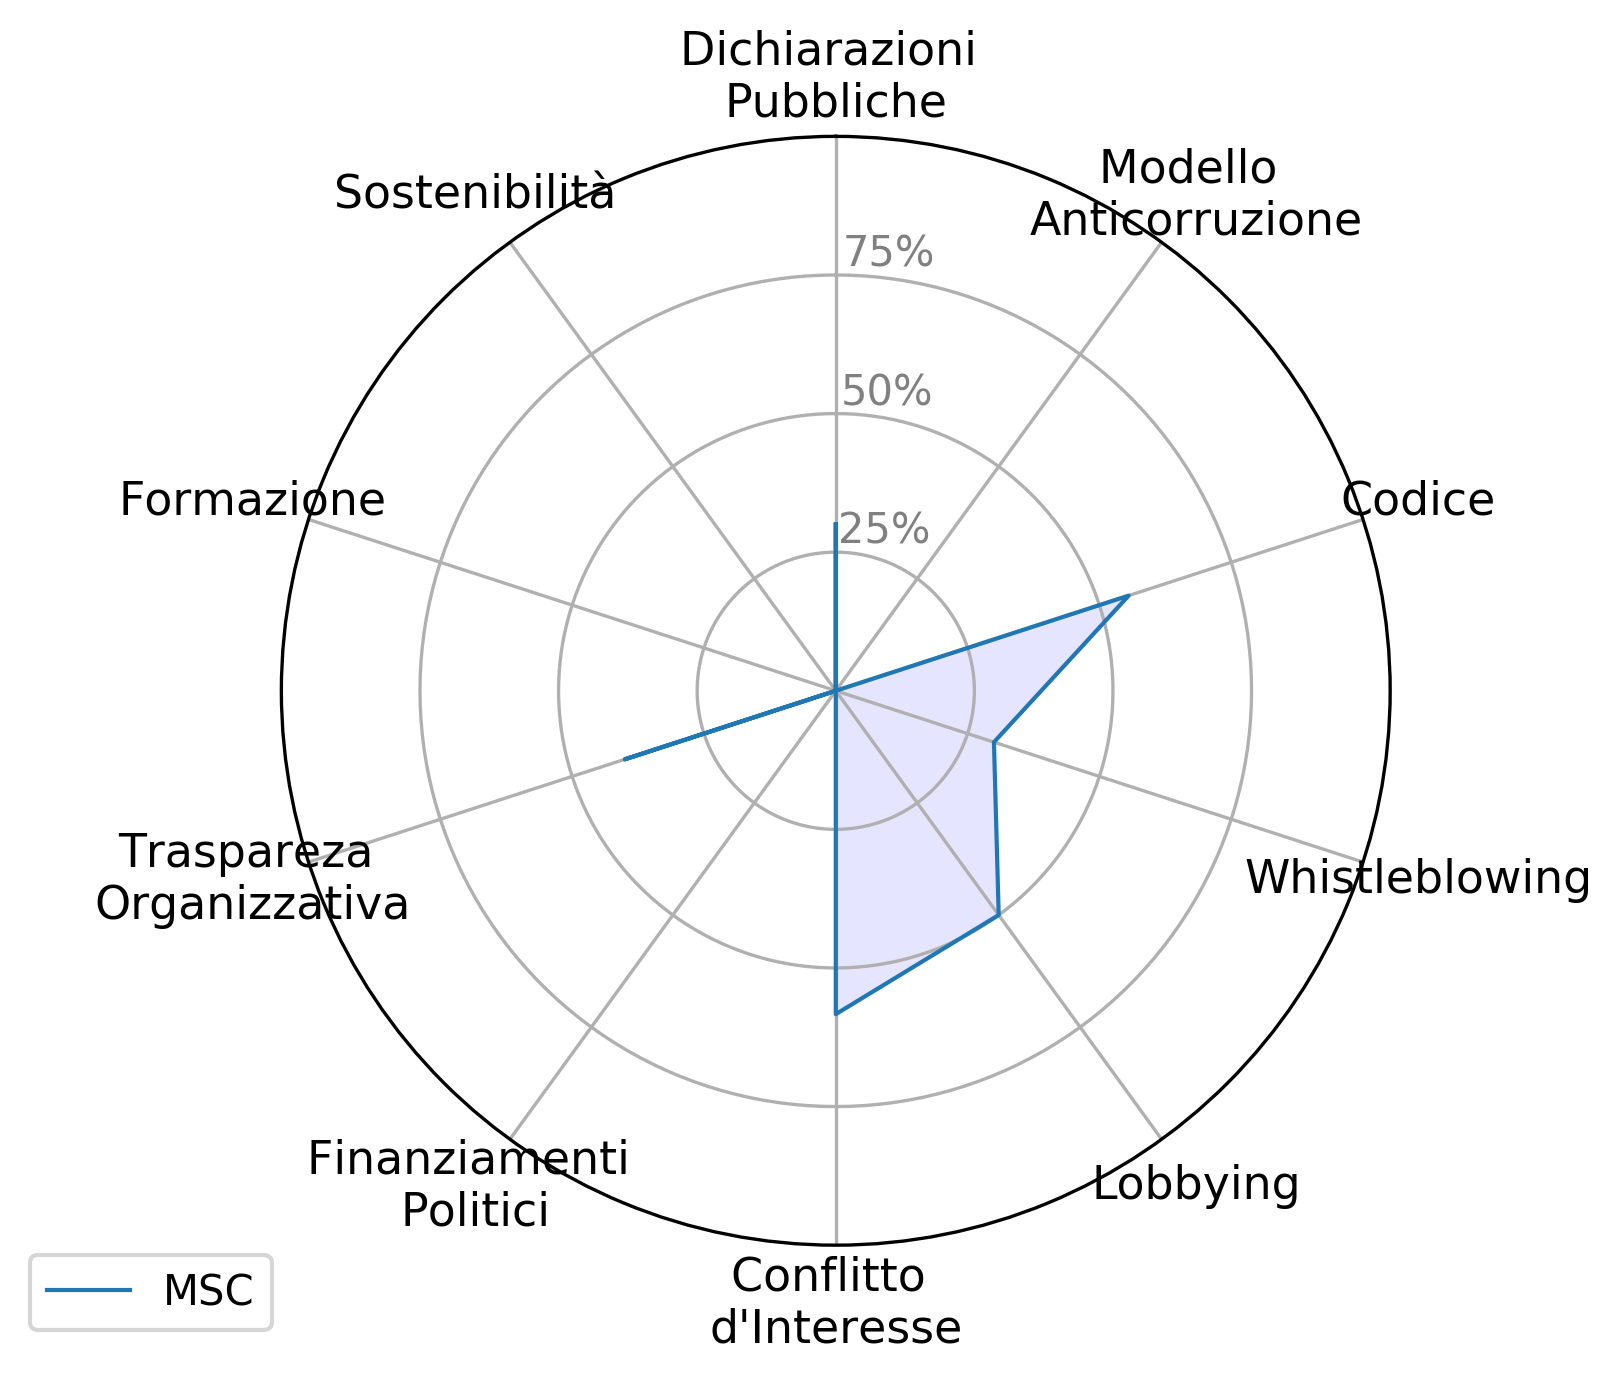 Dichiarazioni
Pubbliche
Modello
Anticorruzione
Sostenibilità
75%
50%
25%
Formazione
Codice
Traspareza
Organizzativa
Whistleblowing
Finanziamenti
Politici
Lobbying
Conflitto
d'Interesse
MSC